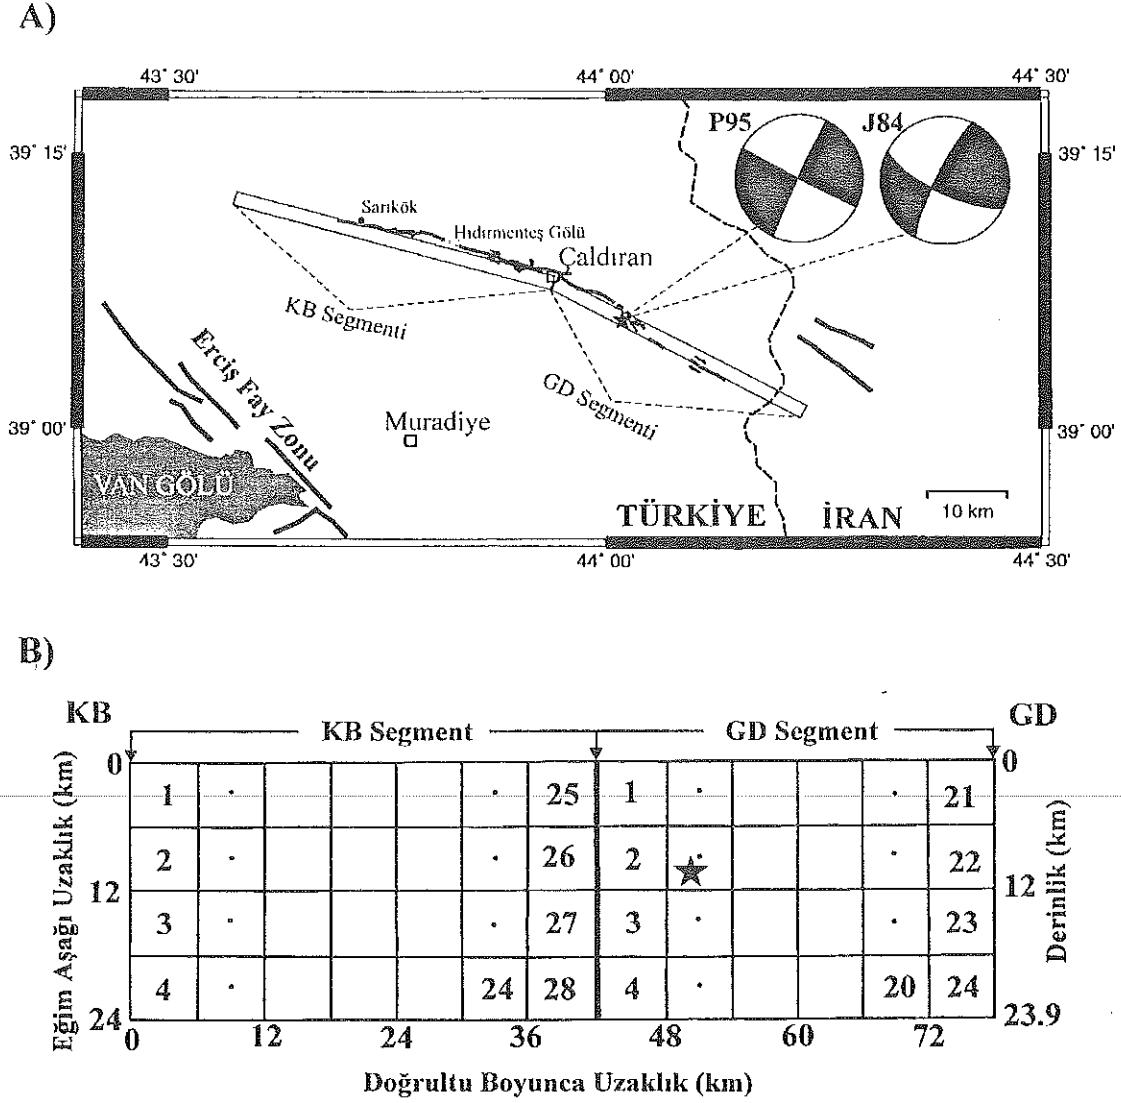 A)
43° 30'
44° 00'
44° 30'
P95
J84
39° 15'
39° 15'
Sarıkök
Hıdırmenteş Gölü
Çaldıran
KB Segmenti
Erciş Fay Zonu
GD Segmenti
Muradiye
39° 00'
39° 00'
VAN GÖLÜ
TÜRKİYE
İRAN
10 km
43° 30'
44° 00'
44° 30'
B)
KB
GD
KB Segment
GD Segment
0
0
1
25
1
21
2
26
2
22
12
12
3
27
3
23
4
24
28
4
20
24
24
23.9
0
12
24
36
48
60
72
Eğim Aşağı Uzaklık (km)
Derinlik (km)
Doğrultu Boyunca Uzaklık (km)